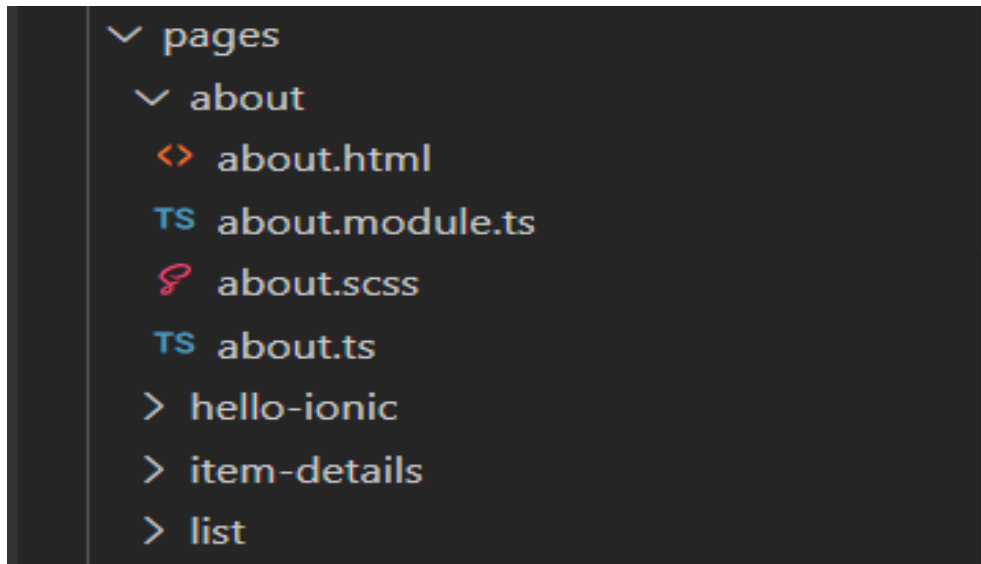 pages
about
<> about.html
TS about.module.ts
about.scss
TS about.ts
hello-ionic
item-details
list